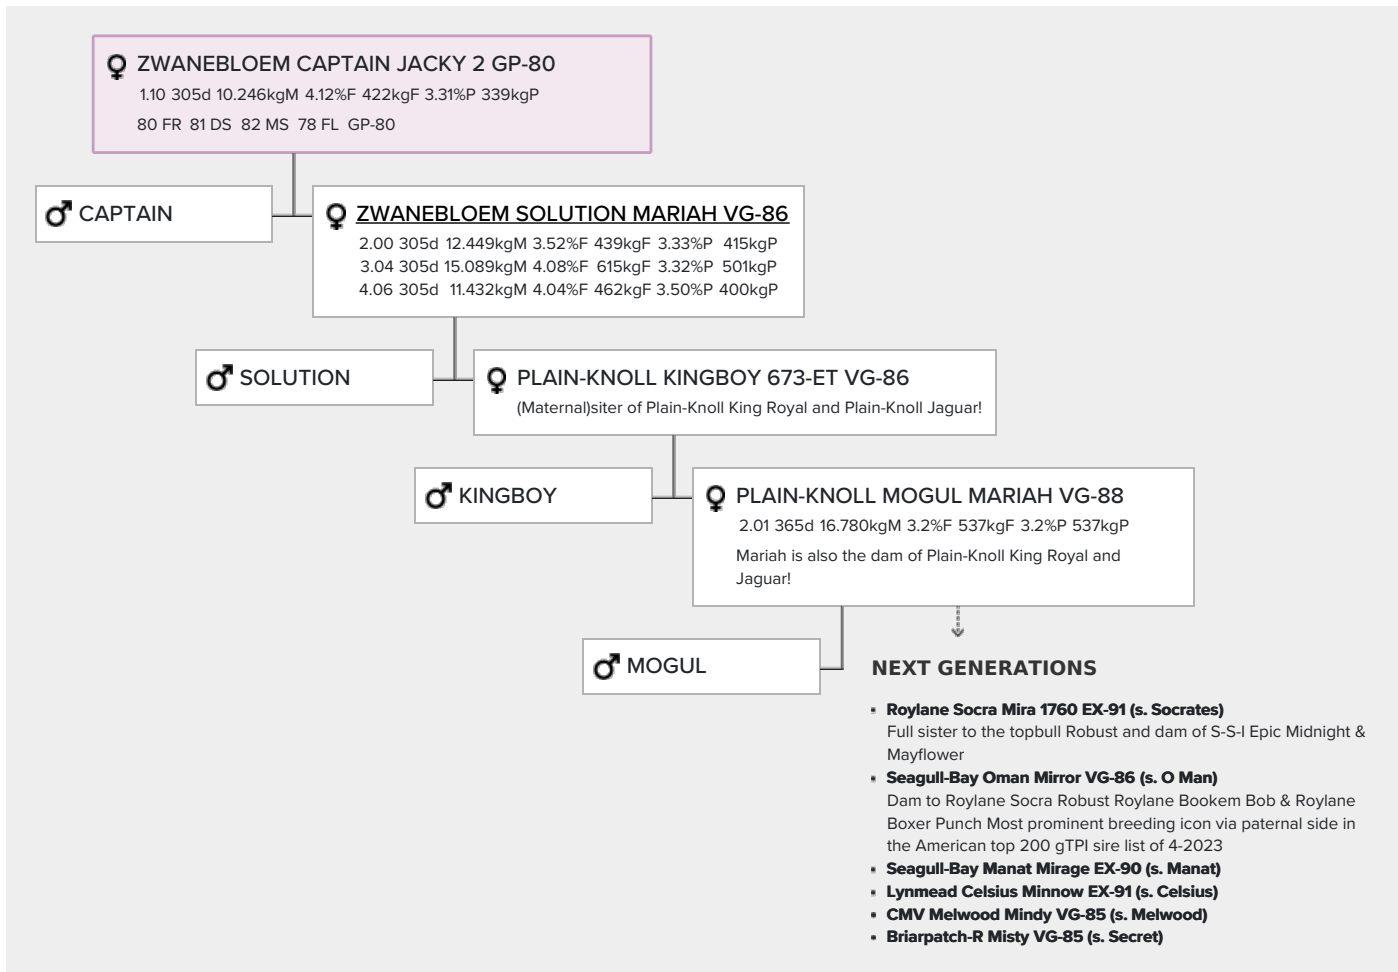 ZWANEBLOEM CAPTAIN JACKY 2 GP-80
1.10 305d 10.246kgM 4.12%F 422kgF 3.31%P 339kgP
80 FR 81 DS 82 MS 78 FL GP-80
CAPTAIN
ZWANEBLOEM SOLUTION MARIAH VG-86
2.00 305d 12.449kgM 3.52%F 439kgF 3.33%P 415kgP
3.04 305d 15.089kgM 4.08%F 615kgF 3.32%P 501kgP
4.06 305d 11.432kgM 4.04%F 462kgF 3.50%P 400kgP
SOLUTION
PLAIN-KNOLL KINGBOY 673-ET VG-86
(Maternal)siter of Plain-Knoll King Royal and Plain-Knoll Jaguar!
KINGBOY
PLAIN-KNOLL MOGUL MARIAH VG-88
2.01 365d 16.780kgM 3.2%F 537kgF 3.2%P 537kgP
Mariah is also the dam of Plain-Knoll King Royal and
Jaguar!
MOGUL
NEXT GENERATIONS
Roylane Socra Mira 1760 EX-91 (s. Socrates)
Full sister to the topbull Robust and dam of S-S-I Epic Midnight &
Mayflower
Seagull-Bay Oman Mirror VG-86 (s. O Man)
Dam to Roylane Socra Robust Roylane Bookem Bob & Roylane
Boxer Punch Most prominent breeding icon via paternal side in
the American top 200 gTPI sire list of 4-2023
Seagull-Bay Manat Mirage EX-90 (s. Manat)
Lynmead Celsius Minnow EX-91 (s. Celsius)
CMV Melwood Mindy VG-85 (s. Melwood)
Briarpatch-R Misty VG-85 (s. Secret)